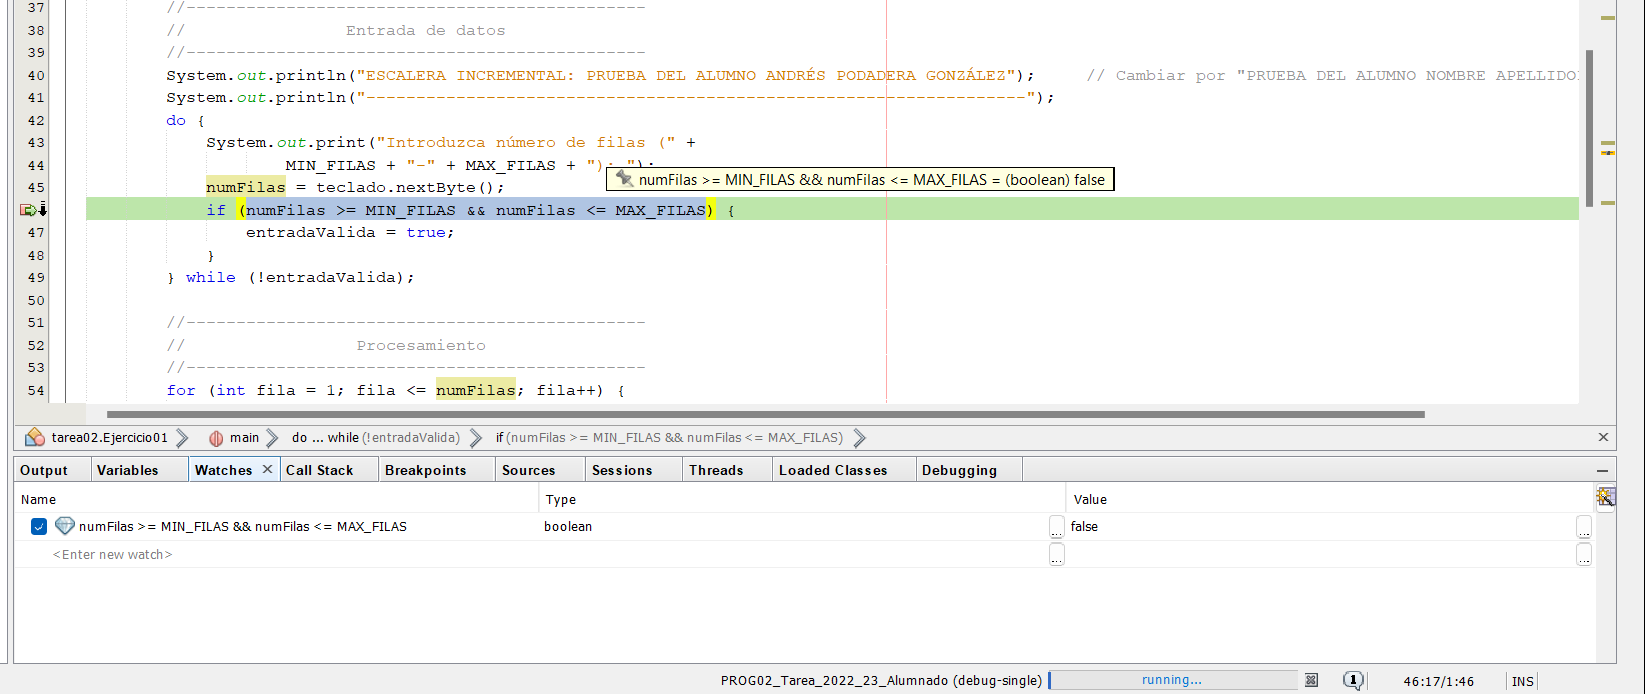 37 //----------------------------------------------
38 // Entrada de datos
39 //----------------------------------------------
40 System.out.println("ESCALERA INCREMENTAL: PRUEBA DEL ALUMNO ANDRÉS PODADERA GONZÁLEZ"); // Cambiar por "PRUEBA DEL ALUMNO NOMBRE APELLIDO
41 System.out.println("------------------------------------------------------------------");
42 do {
43 System.out.print("Introduzca número de filas (" +
44 MIN_FILAS + "-" + MAX_FILAS + "): ");
numFilas >= MIN_FILAS && numFilas <= MAX_FILAS = (boolean) false
45 numFilas = teclado.nextByte();
if (numFilas >= MIN_FILAS && numFilas <= MAX_FILAS) {
47 entradaValida = true;
48 }
49 } while (!entradaValida);
50
51 //----------------------------------------------
52 // Procesamiento
53 //----------------------------------------------
54 for (int fila = 1; fila <= numFilas; fila++) {
tarea02.Ejercicio01 main do ... while (!entradaValida) if (numFilas >= MIN_FILAS && numFilas <= MAX_FILAS)
Output Variables Watches Call Stack Breakpoints Sources Sessions Threads Loaded Classes Debugging
Name Type Value
numFilas >= MIN_FILAS && numFilas <= MAX_FILAS boolean ... false ...
<Enter new watch> ... ...
PROG02_Tarea_2022_23_Alumnado (debug-single) running... 1 46:17/1:46 INS